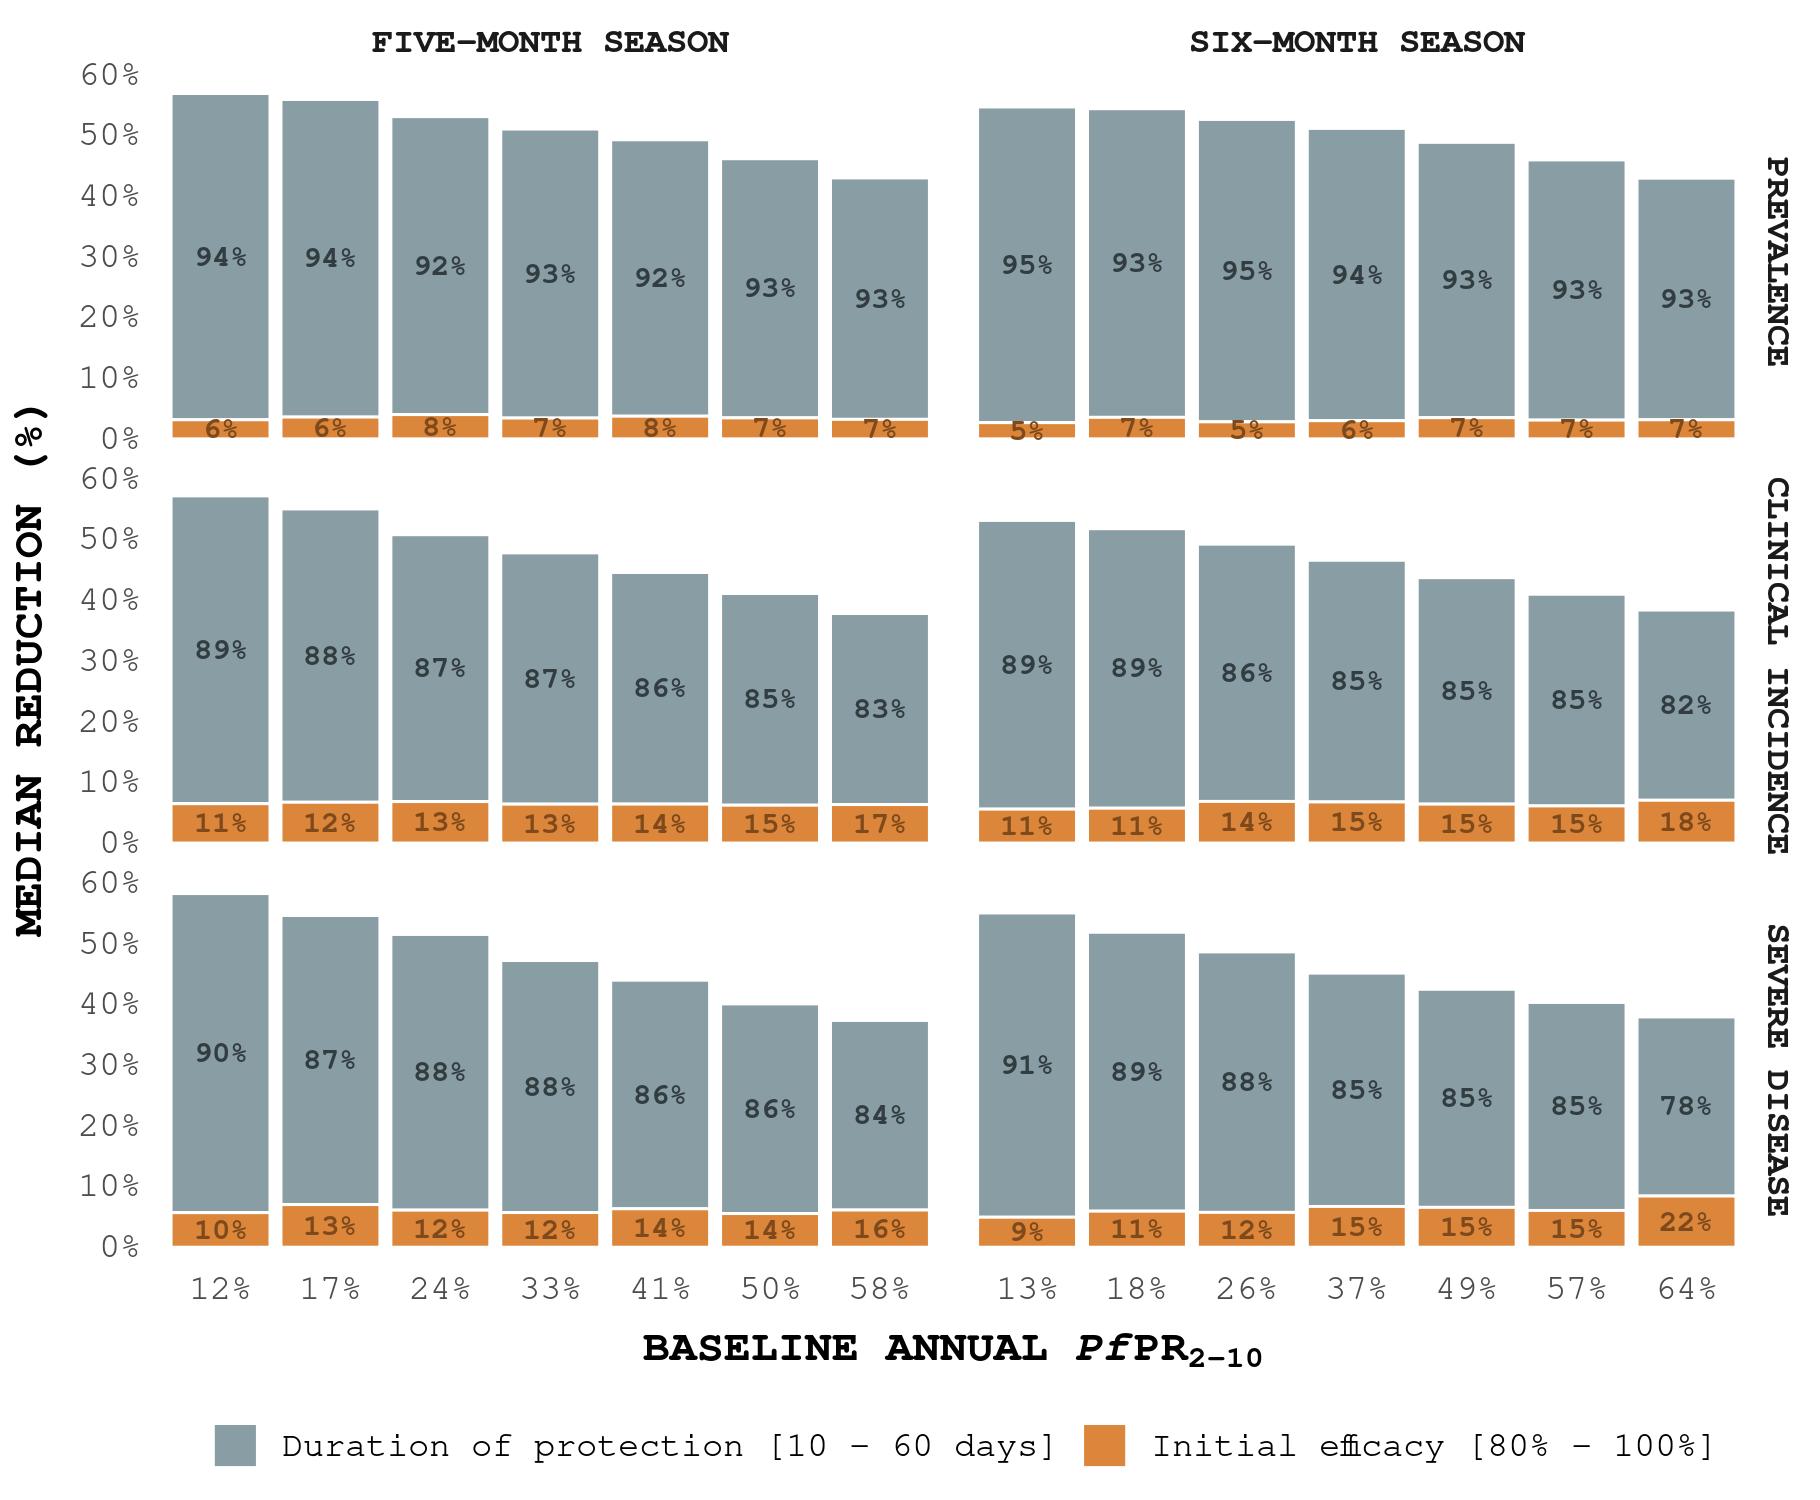 FIVE–MONTH SEASON
SIX–MONTH SEASON
60%
50%
40%
30%
20%
10%
0%
94% 94% 92% 93% 92% 93% 93%
6% 6% 8% 7% 8% 7% 7%
95% 93% 95% 94% 93% 93% 93%
5% 7% 5% 6% 7% 7% 7%
PREVALENCE
60%
50%
40%
30%
20%
10%
0%
89% 88% 87% 87% 86% 85% 83%
11% 12% 13% 13% 14% 15% 17%
89% 89% 86% 85% 85% 85% 82%
11% 11% 14% 15% 15% 15% 18%
CLINICAL INCIDENCE
60%
50%
40%
30%
20%
10%
0%
90% 87% 88% 88% 86% 86% 84%
10% 13% 12% 12% 14% 14% 16%
91% 89% 88% 85% 85% 85% 78%
9% 11% 12% 15% 15% 15% 22%
SEVERE DISEASE
MEDIAN REDUCTION (%)
12% 17% 24% 33% 41% 50% 58%
13% 18% 26% 37% 49% 57% 64%
BASELINE ANNUAL PfPR2–10
Duration of protection [10 – 60 days]
Initial efficacy [80% – 100%]